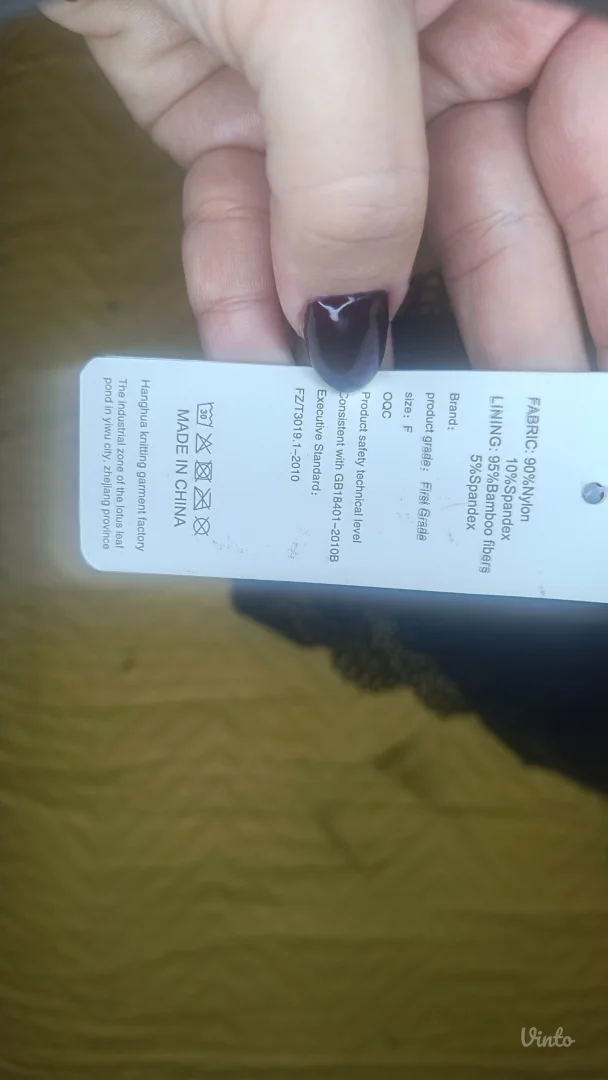 FABRIC: 90%Nylon
10%Spandex
LINING: 95%Bamboo fibers
5%Spandex
Brand:
product grade: First Grade
size: F
OQC
Product safety technical level
Consistent with GB18401-2010B
Executive Standard:
FZ/T3019.1-2010
30
MADE IN CHINA
Hanghua knitting garment factory
The industrial zone of the lotus leaf
pond in yiwu city, zhejiang province
Vinto